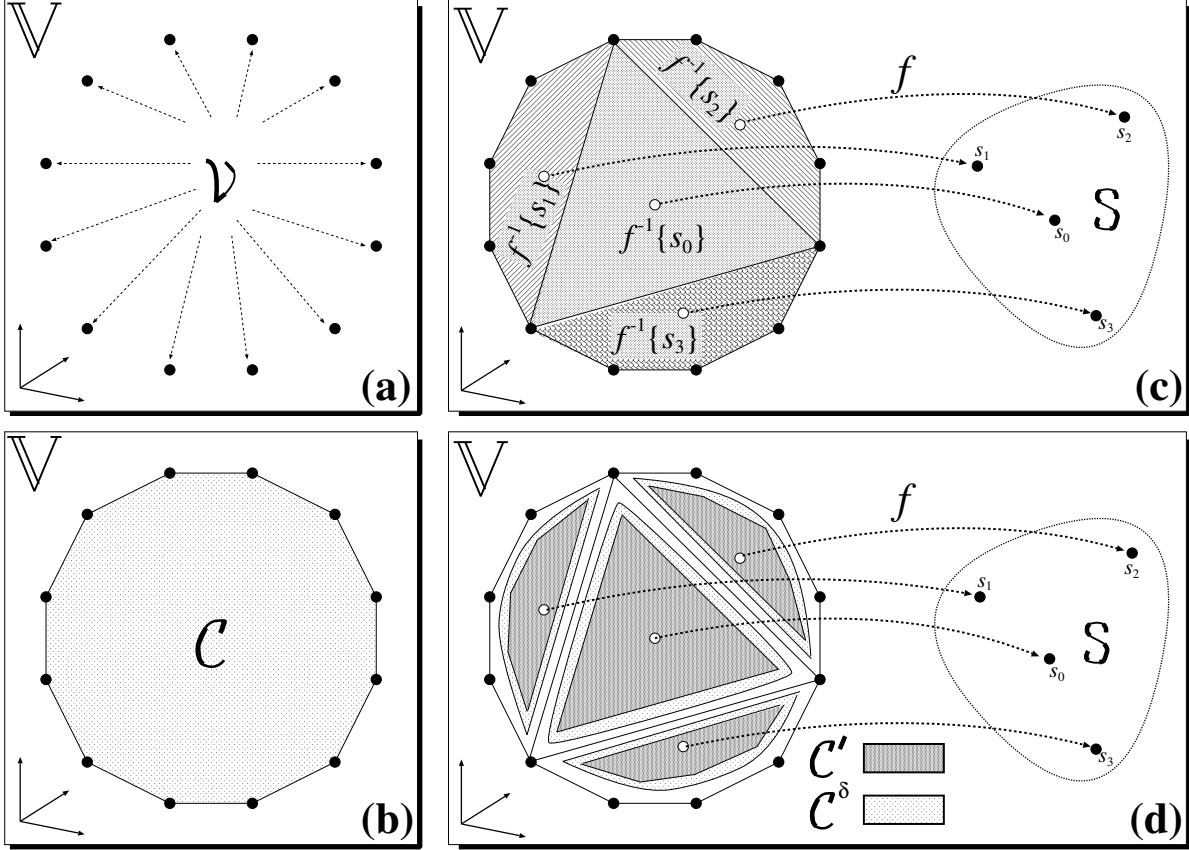 𝕍
𝒱
(a)
𝕍
f⁻¹{s₂}
f
s₂
s₁
f⁻¹{s₁}
f⁻¹{s₀}
s₀
S
f⁻¹{s₃}
s₃
(c)
𝕍
C
(b)
𝕍
f
s₂
s₁
s₀
S
s₃
C′
C^δ
(d)